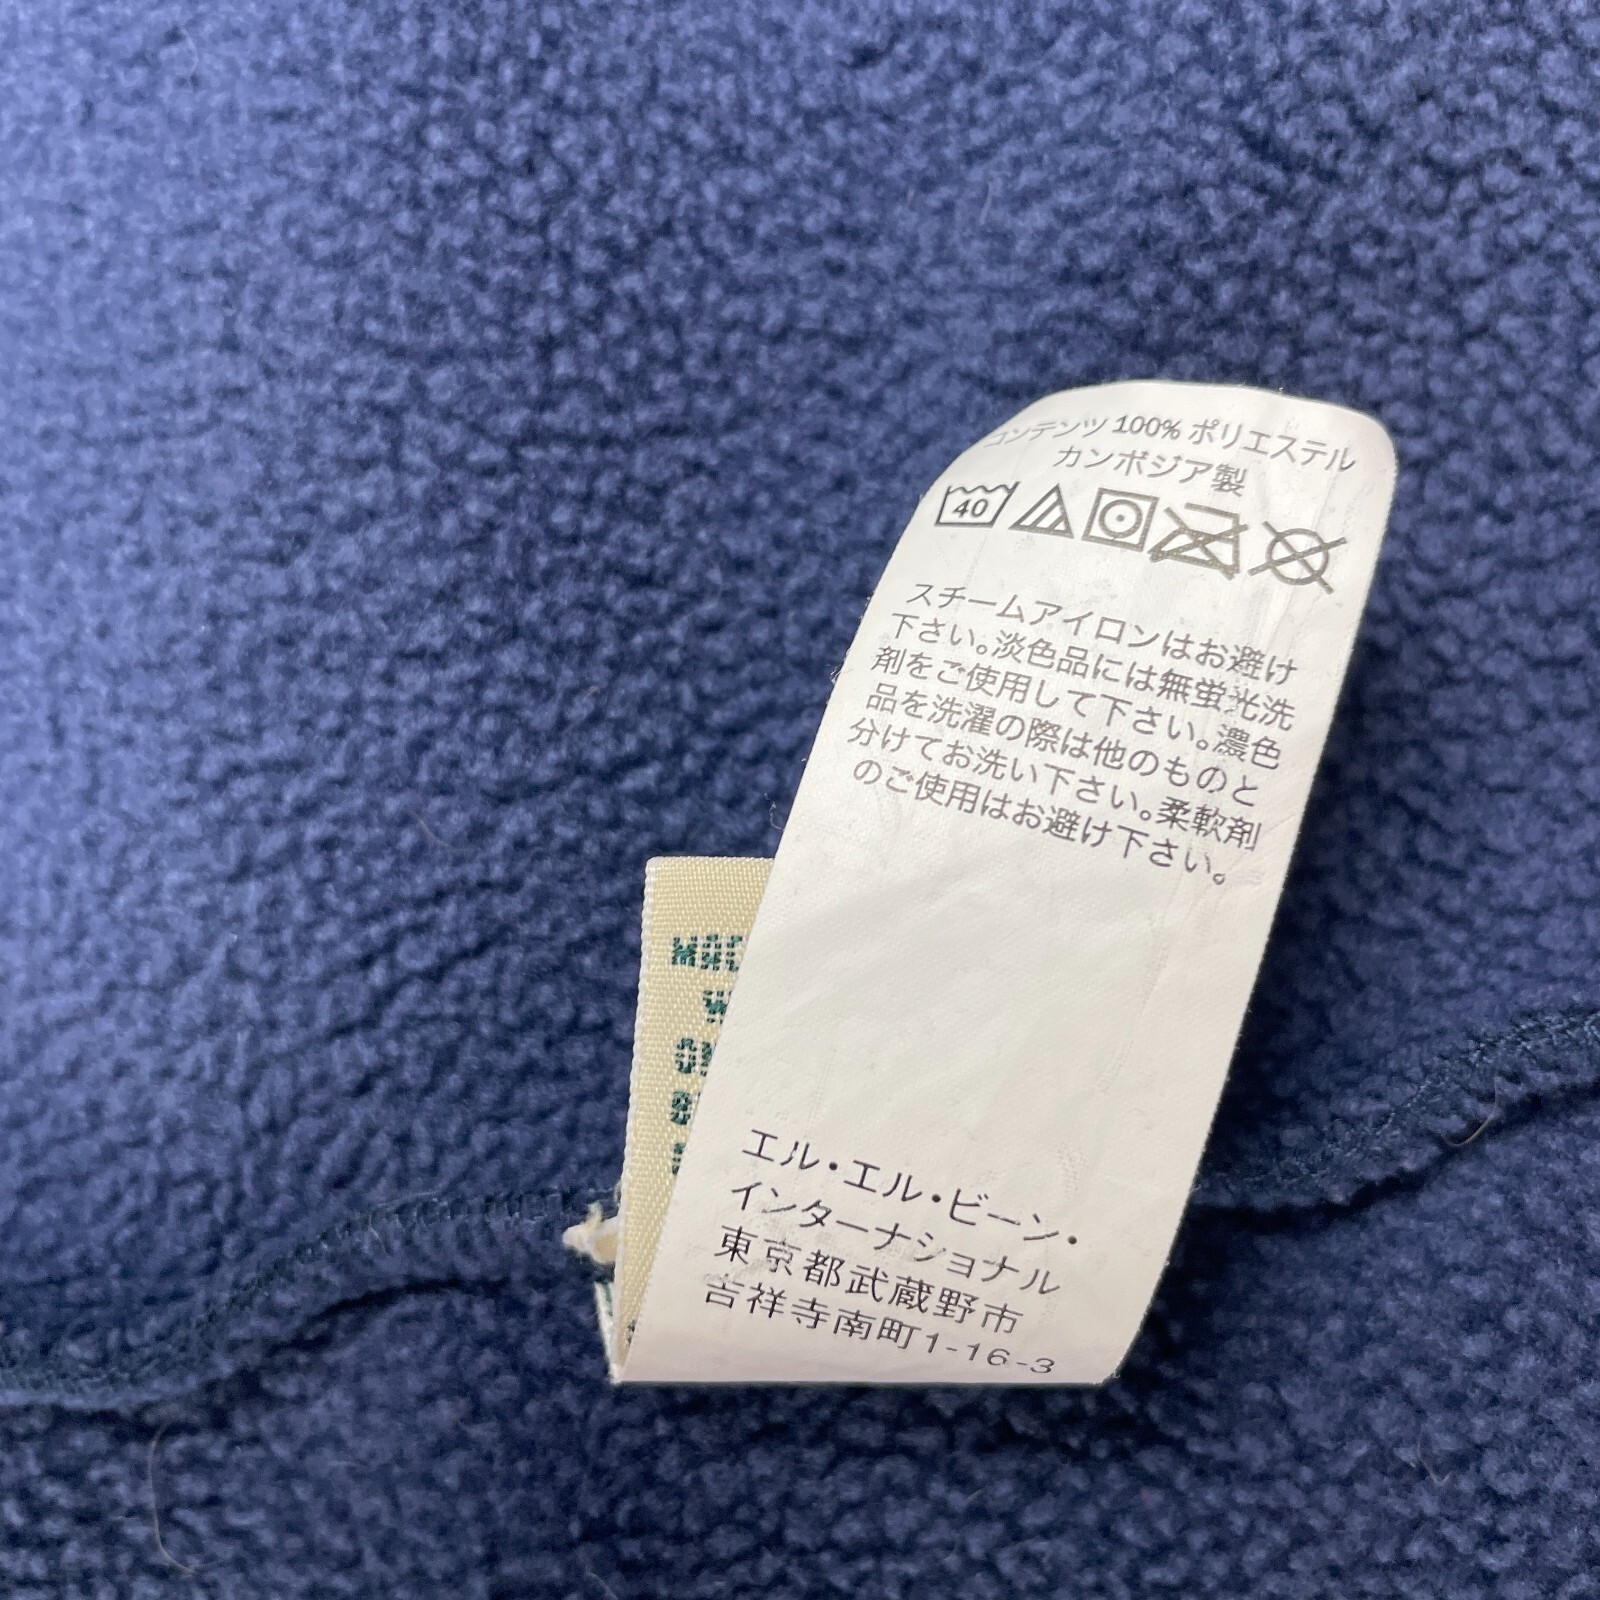 コンテンツ 100% ポリエステル
カンボジア製
40
スチームアイロンはお避け
下さい。淡色品には無蛍光洗
剤をご使用して下さい。濃色
品を洗濯の際は他のものと
分けてお洗い下さい。柔軟剤
のご使用はお避け下さい。
エル・エル・ビーン・
インターナショナル
東京都武蔵野市
吉祥寺南町1-16-3